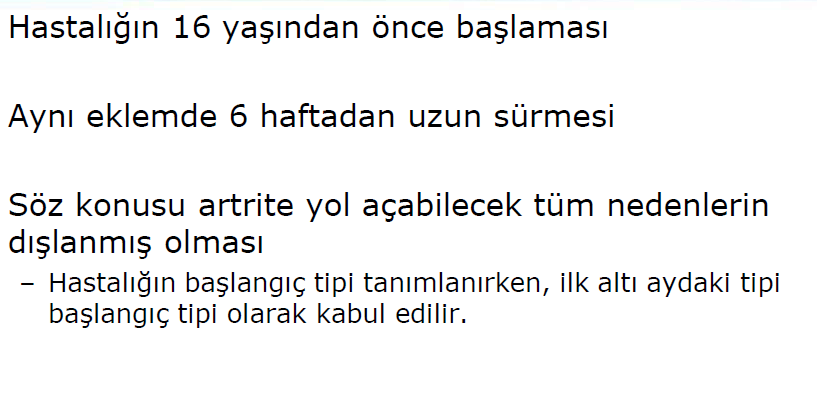 Hastalığın 16 yaşından önce başlaması
Aynı eklemde 6 haftadan uzun sürmesi
Söz konusu artrite yol açabilecek tüm nedenlerin
dışlanmış olması
– Hastalığın başlangıç tipi tanımlanırken, ilk altı aydaki tipi
başlangıç tipi olarak kabul edilir.